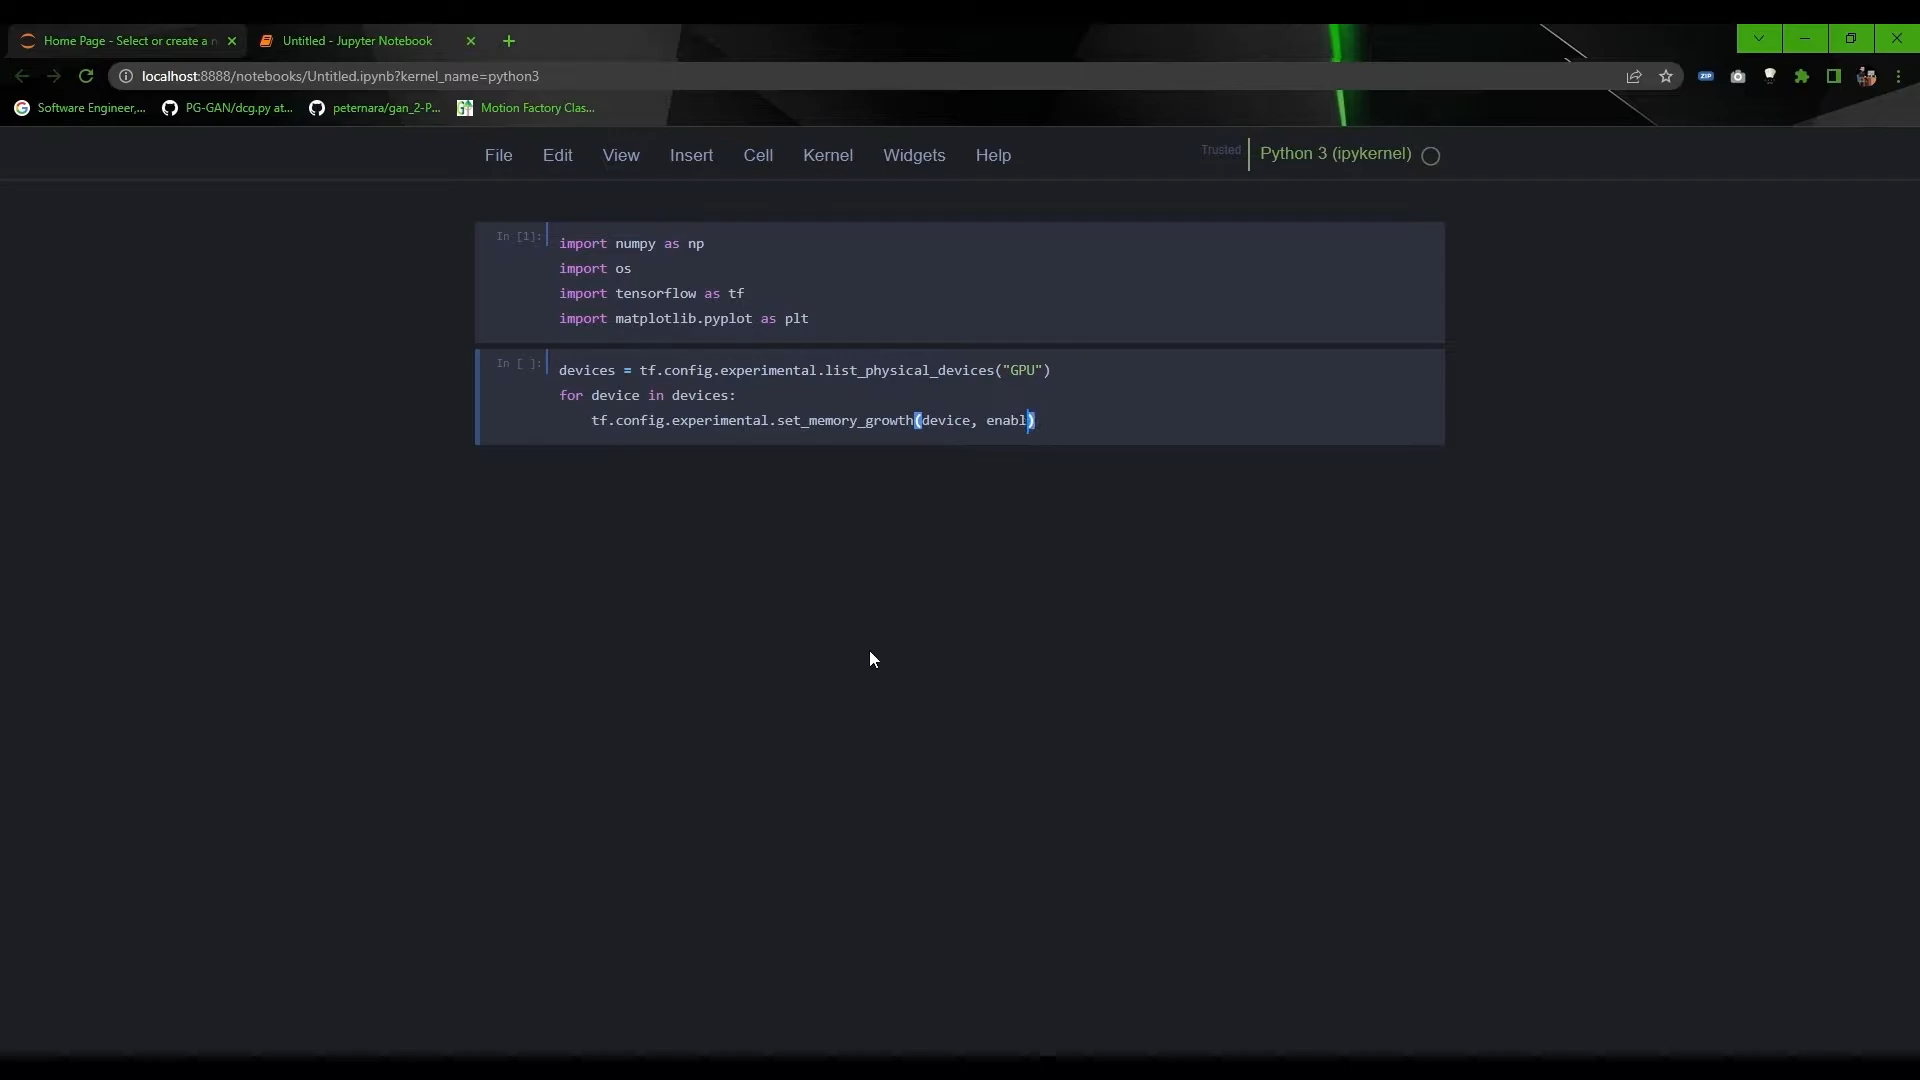 Home Page - Select or create a n
Untitled - Jupyter Notebook
localhost:8888/notebooks/Untitled.ipynb?kernel_name=python3
ZIP
Software Engineer,...
PG-GAN/dcg.py at...
peternara/gan_2-P...
Motion Factory Clas...
File Edit View Insert Cell Kernel Widgets Help
Trusted
Python 3 (ipykernel)
In [1]:
import numpy as np
import os
import tensorflow as tf
import matplotlib.pyplot as plt
In [ ]:
devices = tf.config.experimental.list_physical_devices("GPU")
for device in devices:
    tf.config.experimental.set_memory_growth(device, enabl)